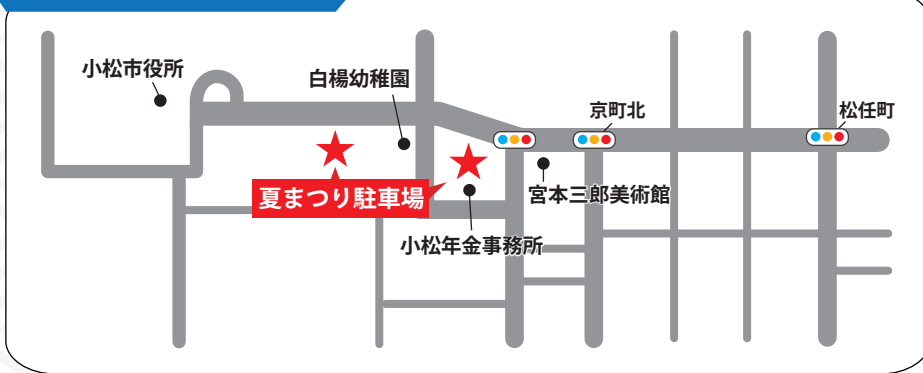 小松市役所
白楊幼稚園
京町北
松任町
夏まつり駐車場
宮本三郎美術館
小松年金事務所